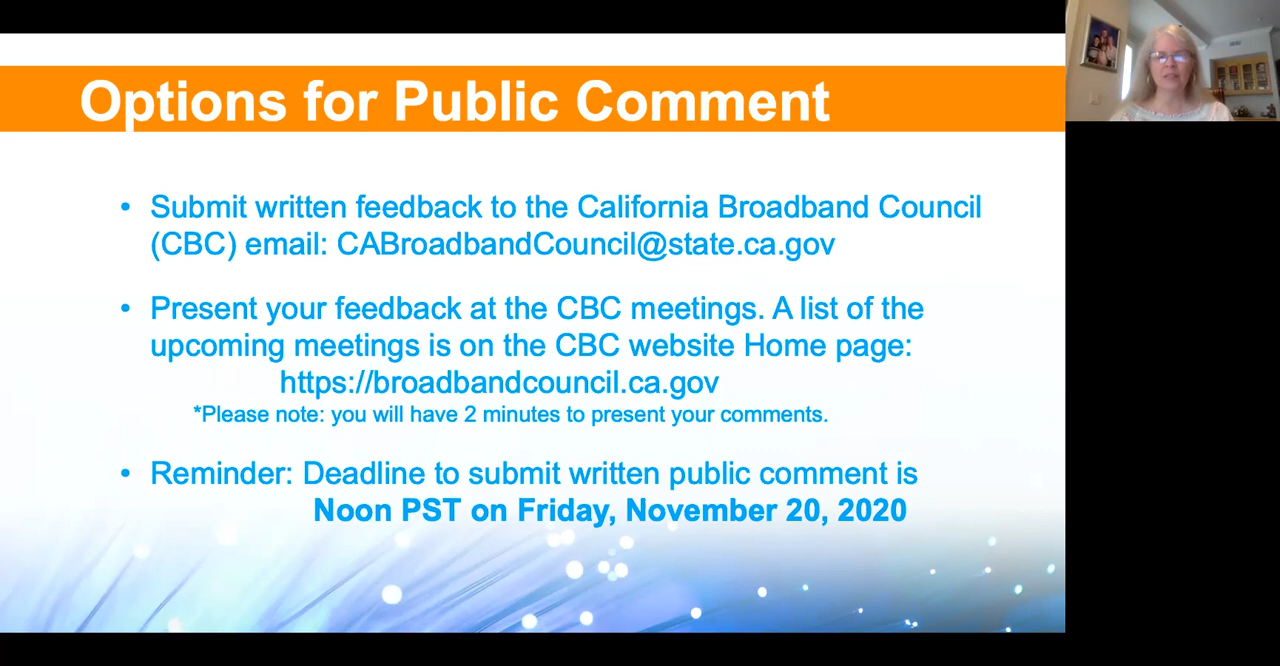 Options for Public Comment
• Submit written feedback to the California Broadband Council
(CBC) email: CABroadbandCouncil@state.ca.gov
• Present your feedback at the CBC meetings. A list of the
upcoming meetings is on the CBC website Home page:
https://broadbandcouncil.ca.gov
*Please note: you will have 2 minutes to present your comments.
• Reminder: Deadline to submit written public comment is
Noon PST on Friday, November 20, 2020